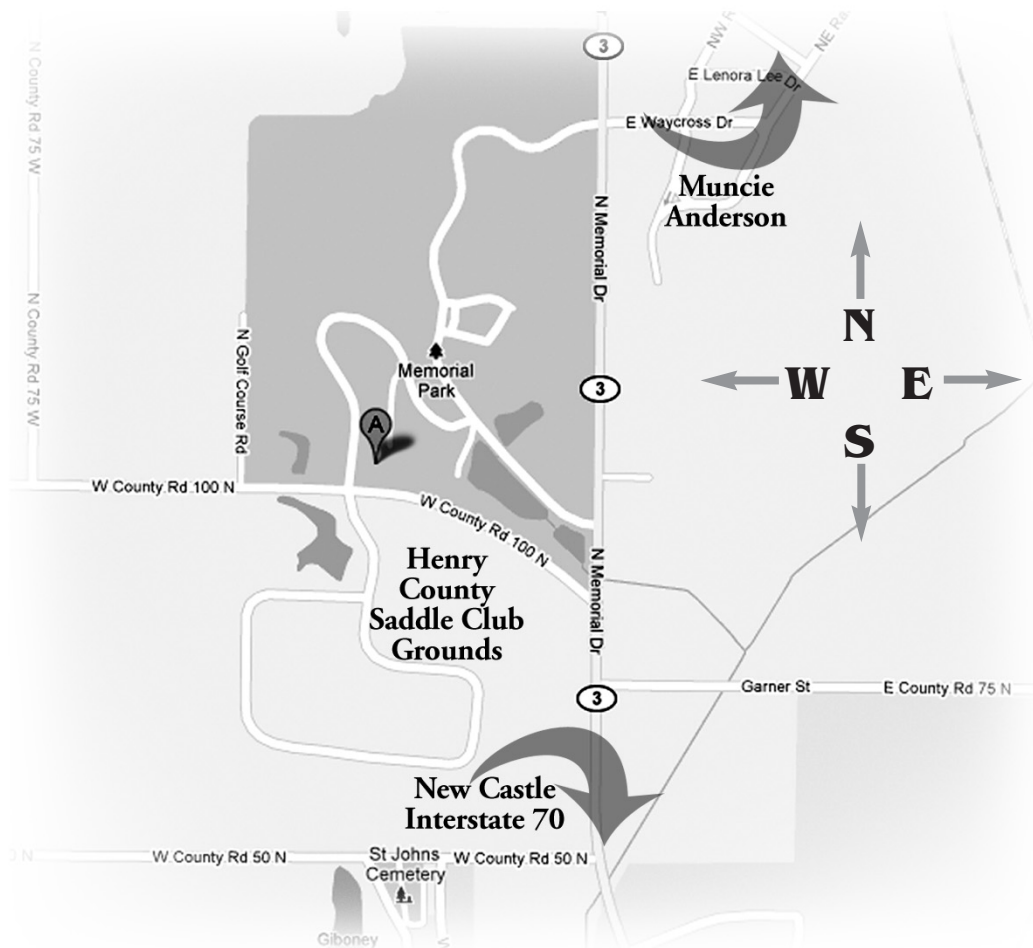 3
NW R
NE Ra
E Lenora Lee Dr
E Waycross Dr
N County Rd 75 W
Muncie
Anderson
N Memorial Dr
N
W E
S
N County Rd 75 W
N Golf Course Rd
Memorial
Park
3
A
W County Rd 100 N
W County Rd 100 N
Henry
County
Saddle Club
Grounds
N Memorial Dr
Garner St
E County Rd 75 N
3
New Castle
Interstate 70
N
W County Rd 50 N
St Johns
Cemetery
W County Rd 50 N
Giboney